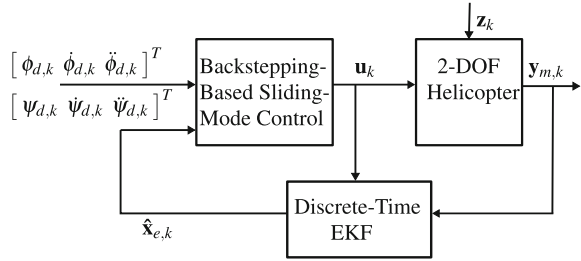 z_k
[ϕ_{d,k} ϕ̇_{d,k} ϕ̈_{d,k}]^T
[ψ_{d,k} ψ̇_{d,k} ψ̈_{d,k}]^T
Backstepping-
Based Sliding-
Mode Control
u_k
2-DOF
Helicopter
y_{m,k}
Discrete-Time
EKF
x̂_{e,k}